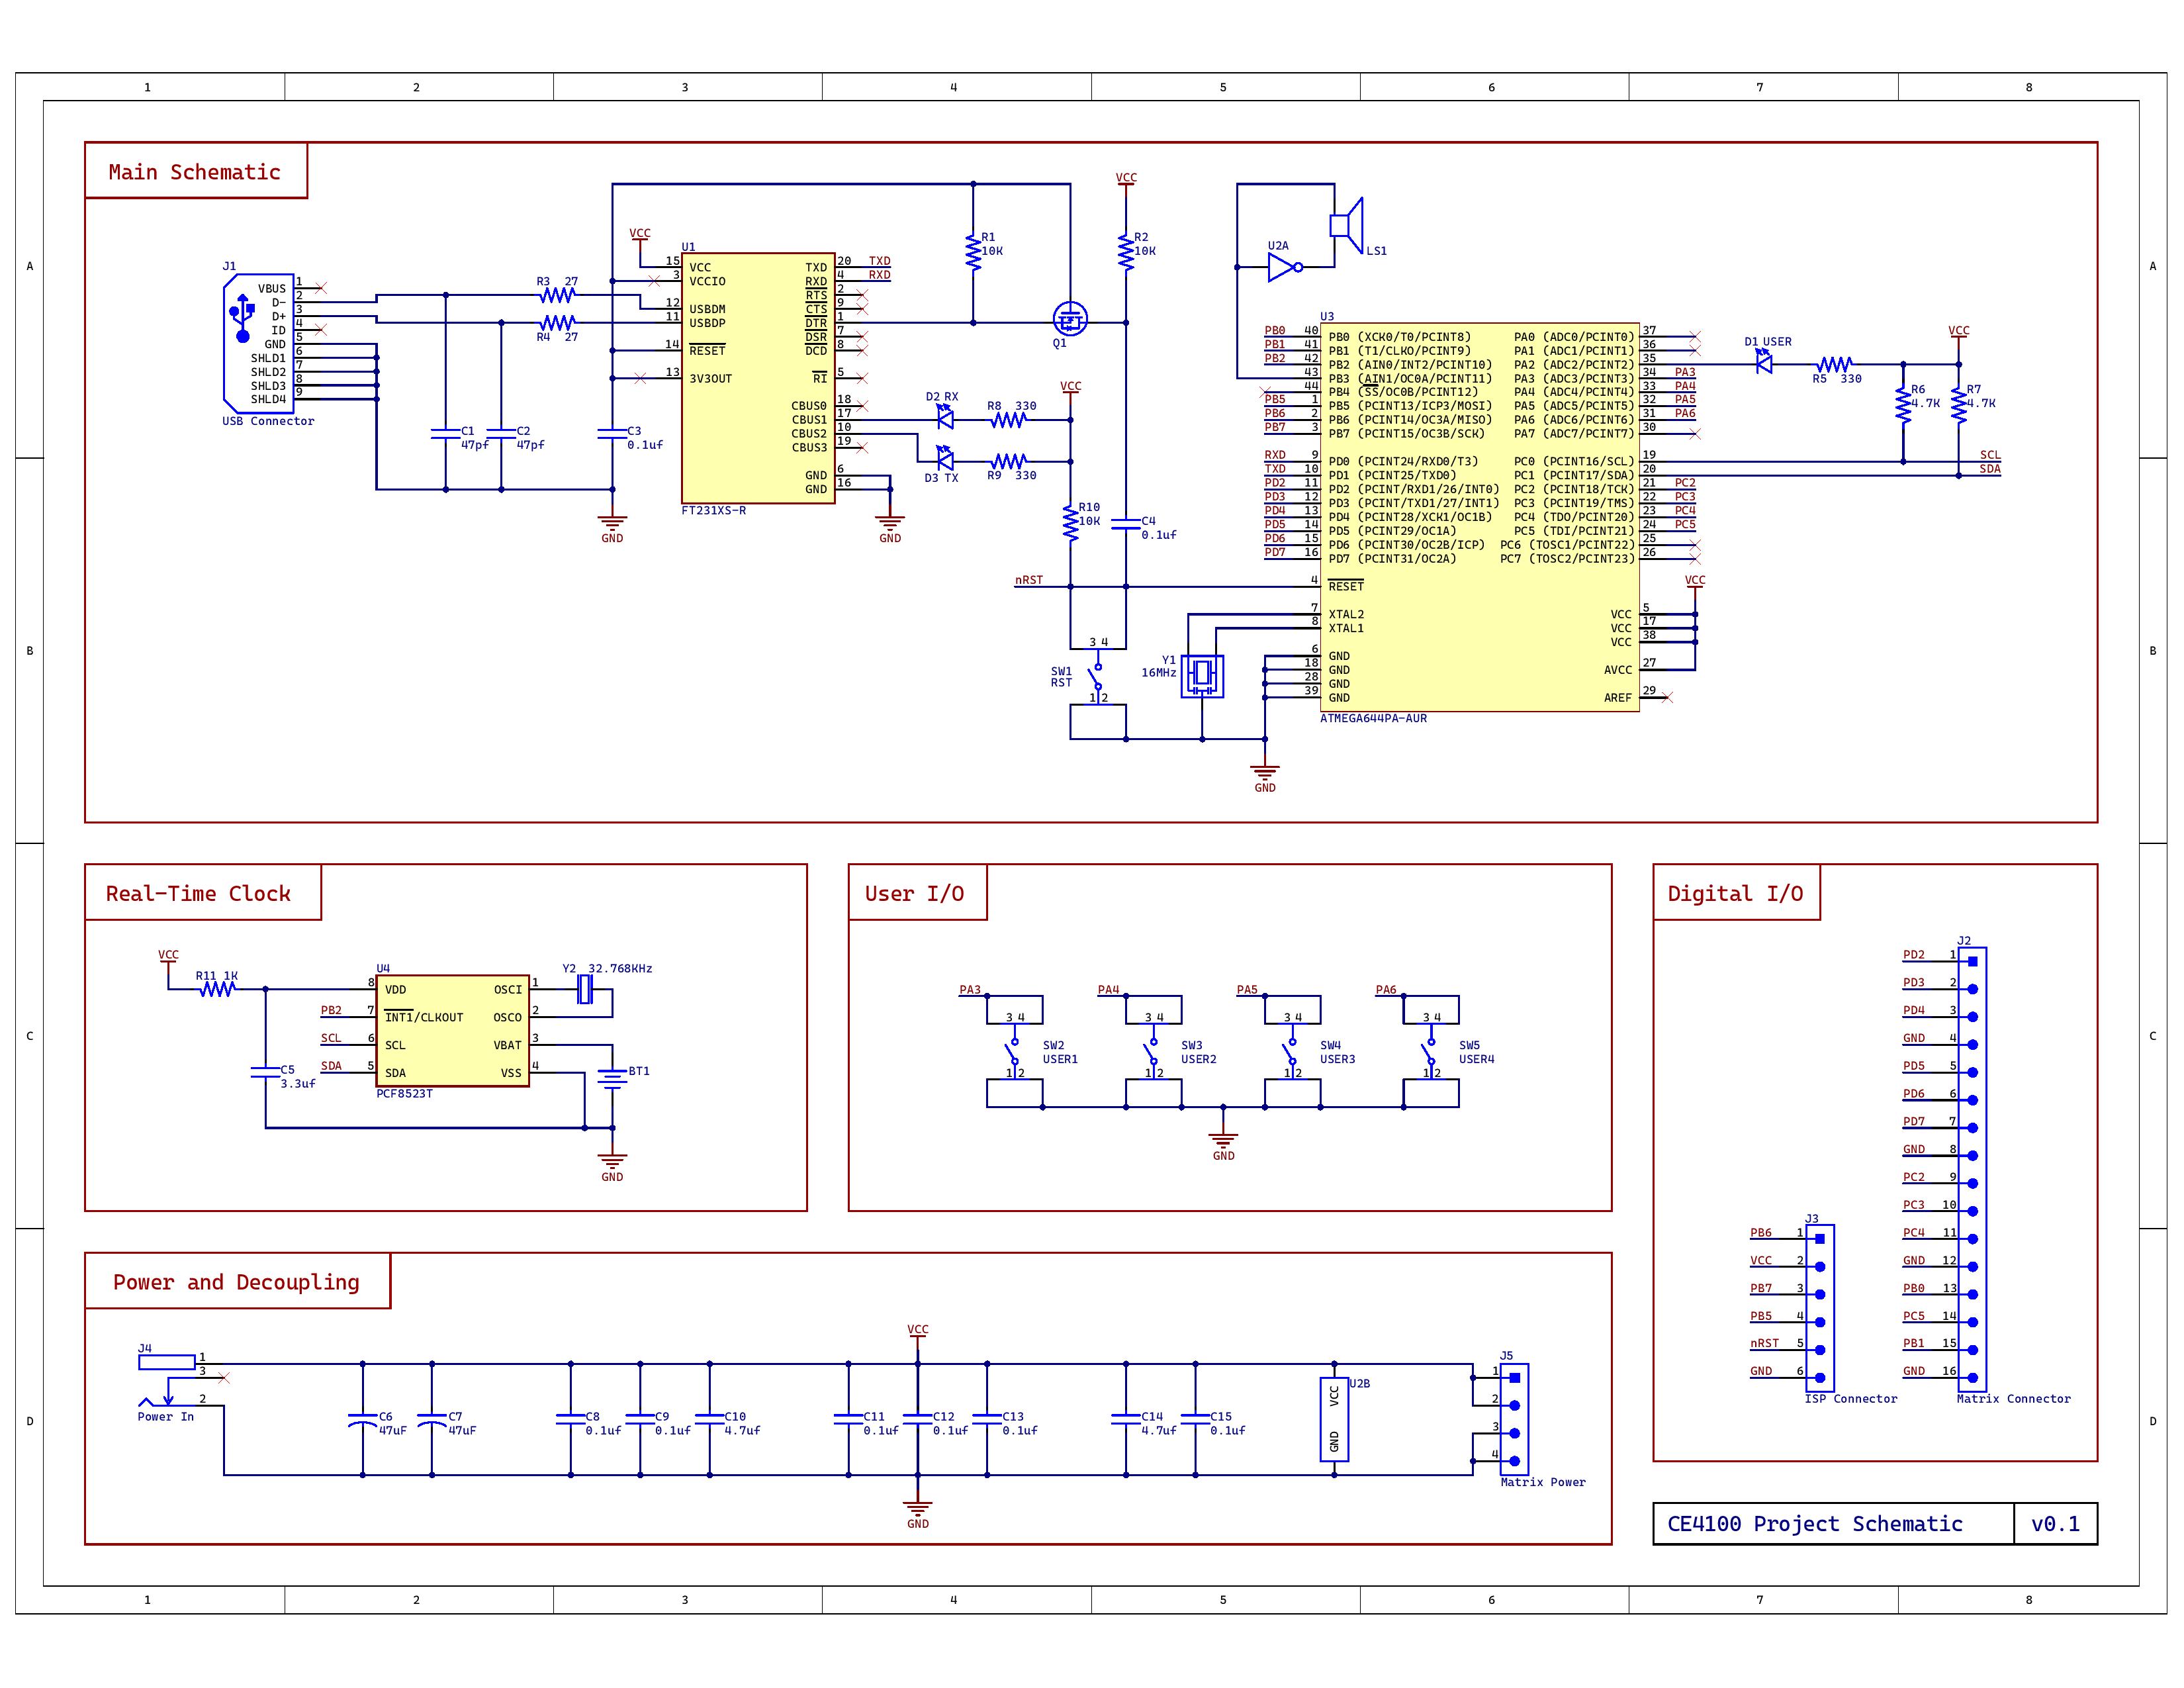 1 2 3 4 5 6 7 8
A
B
C
D
A
B
C
D
Main Schematic
J1
VBUS 1
D- 2
D+ 3
ID 4
GND 5
SHLD1 6
SHLD2 7
SHLD3 8
SHLD4 9
USB Connector
R3 27
R4 27
C1
47pf
C2
47pf
C3
0.1uf
GND
VCC
U1
15 VCC
3 VCCIO
12 USBDM
11 USBDP
14 RESET
13 3V3OUT
TXD 20 TXD
RXD 4 RXD
RTS 2
CTS 9
DTR 1
DSR 7
DCD 8
RI 5
CBUS0 18
CBUS1 17
CBUS2 10
CBUS3 19
GND 6
GND 16
FT231XS-R
GND
R1
10K
VCC
R2
10K
Q1
D2 RX
R8 330
D3 TX
R9 330
VCC
R10
10K
C4
0.1uf
nRST
3 4
SW1
RST
1 2
Y1
16MHz
GND
U2A
LS1
U3
PB0 40 PB0 (XCK0/T0/PCINT8)
PB1 41 PB1 (T1/CLKO/PCINT9)
PB2 42 PB2 (AIN0/INT2/PCINT10)
43 PB3 (AIN1/OC0A/PCINT11)
44 PB4 (SS/OC0B/PCINT12)
PB5 1 PB5 (PCINT13/ICP3/MOSI)
PB6 2 PB6 (PCINT14/OC3A/MISO)
PB7 3 PB7 (PCINT15/OC3B/SCK)
RXD 9 PD0 (PCINT24/RXD0/T3)
TXD 10 PD1 (PCINT25/TXD0)
PD2 11 PD2 (PCINT/RXD1/26/INT0)
PD3 12 PD3 (PCINT/TXD1/27/INT1)
PD4 13 PD4 (PCINT28/XCK1/OC1B)
PD5 14 PD5 (PCINT29/OC1A)
PD6 15 PD6 (PCINT30/OC2B/ICP)
PD7 16 PD7 (PCINT31/OC2A)
4 RESET
7 XTAL2
8 XTAL1
6 GND
18 GND
28 GND
39 GND
PA0 (ADC0/PCINT0) 37
PA1 (ADC1/PCINT1) 36
PA2 (ADC2/PCINT2) 35
PA3 (ADC3/PCINT3) 34 PA3
PA4 (ADC4/PCINT4) 33 PA4
PA5 (ADC5/PCINT5) 32 PA5
PA6 (ADC6/PCINT6) 31 PA6
PA7 (ADC7/PCINT7) 30
PC0 (PCINT16/SCL) 19 SCL
PC1 (PCINT17/SDA) 20 SDA
PC2 (PCINT18/TCK) 21 PC2
PC3 (PCINT19/TMS) 22 PC3
PC4 (TDO/PCINT20) 23 PC4
PC5 (TDI/PCINT21) 24 PC5
PC6 (TOSC1/PCINT22) 25
PC7 (TOSC2/PCINT23) 26
VCC
VCC 5
VCC 17
VCC 38
AVCC 27
AREF 29
ATMEGA644PA-AUR
D1 USER
R5 330
VCC
R6
4.7K
R7
4.7K
Real-Time Clock
VCC
R11 1K
C5
3.3uf
U4
8 VDD
PB2 7 INT1/CLKOUT
SCL 6 SCL
SDA 5 SDA
OSCI 1
OSCO 2
VBAT 3
VSS 4
PCF8523T
Y2 32.768KHz
BT1
GND
User I/O
PA3
3 4
SW2
USER1
1 2
PA4
3 4
SW3
USER2
1 2
PA5
3 4
SW4
USER3
1 2
PA6
3 4
SW5
USER4
1 2
GND
Digital I/O
J2
PD2 1
PD3 2
PD4 3
GND 4
PD5 5
PD6 6
PD7 7
GND 8
PC2 9
PC3 10
PC4 11
GND 12
PB0 13
PC5 14
PB1 15
GND 16
Matrix Connector
J3
PB6 1
VCC 2
PB7 3
PB5 4
nRST 5
GND 6
ISP Connector
Power and Decoupling
J4
1
3
2
Power In
C6
47uF
C7
47uF
C8
0.1uf
C9
0.1uf
C10
4.7uf
VCC
C11
0.1uf
C12
0.1uf
C13
0.1uf
GND
C14
4.7uf
C15
0.1uf
U2B
VCC
GND
J5
1
2
3
4
Matrix Power
CE4100 Project Schematic v0.1
1 2 3 4 5 6 7 8